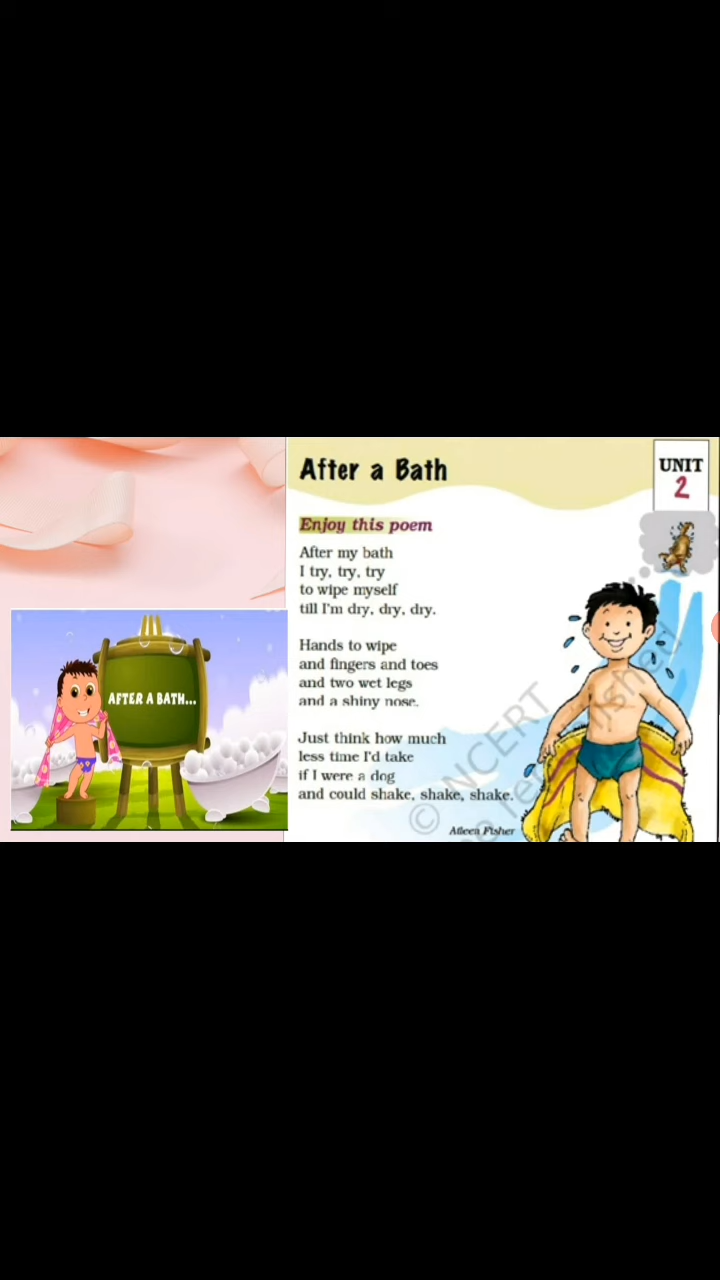 After a Bath
UNIT
2
Enjoy this poem
After my bath
I try, try, try
to wipe myself
till I'm dry, dry, dry.
Hands to wipe
and fingers and toes
and two wet legs
and a shiny nose.
Just think how much
less time I'd take
if I were a dog
and could shake, shake, shake.
Aileen Fisher
AFTER A BATH...
© NCERT